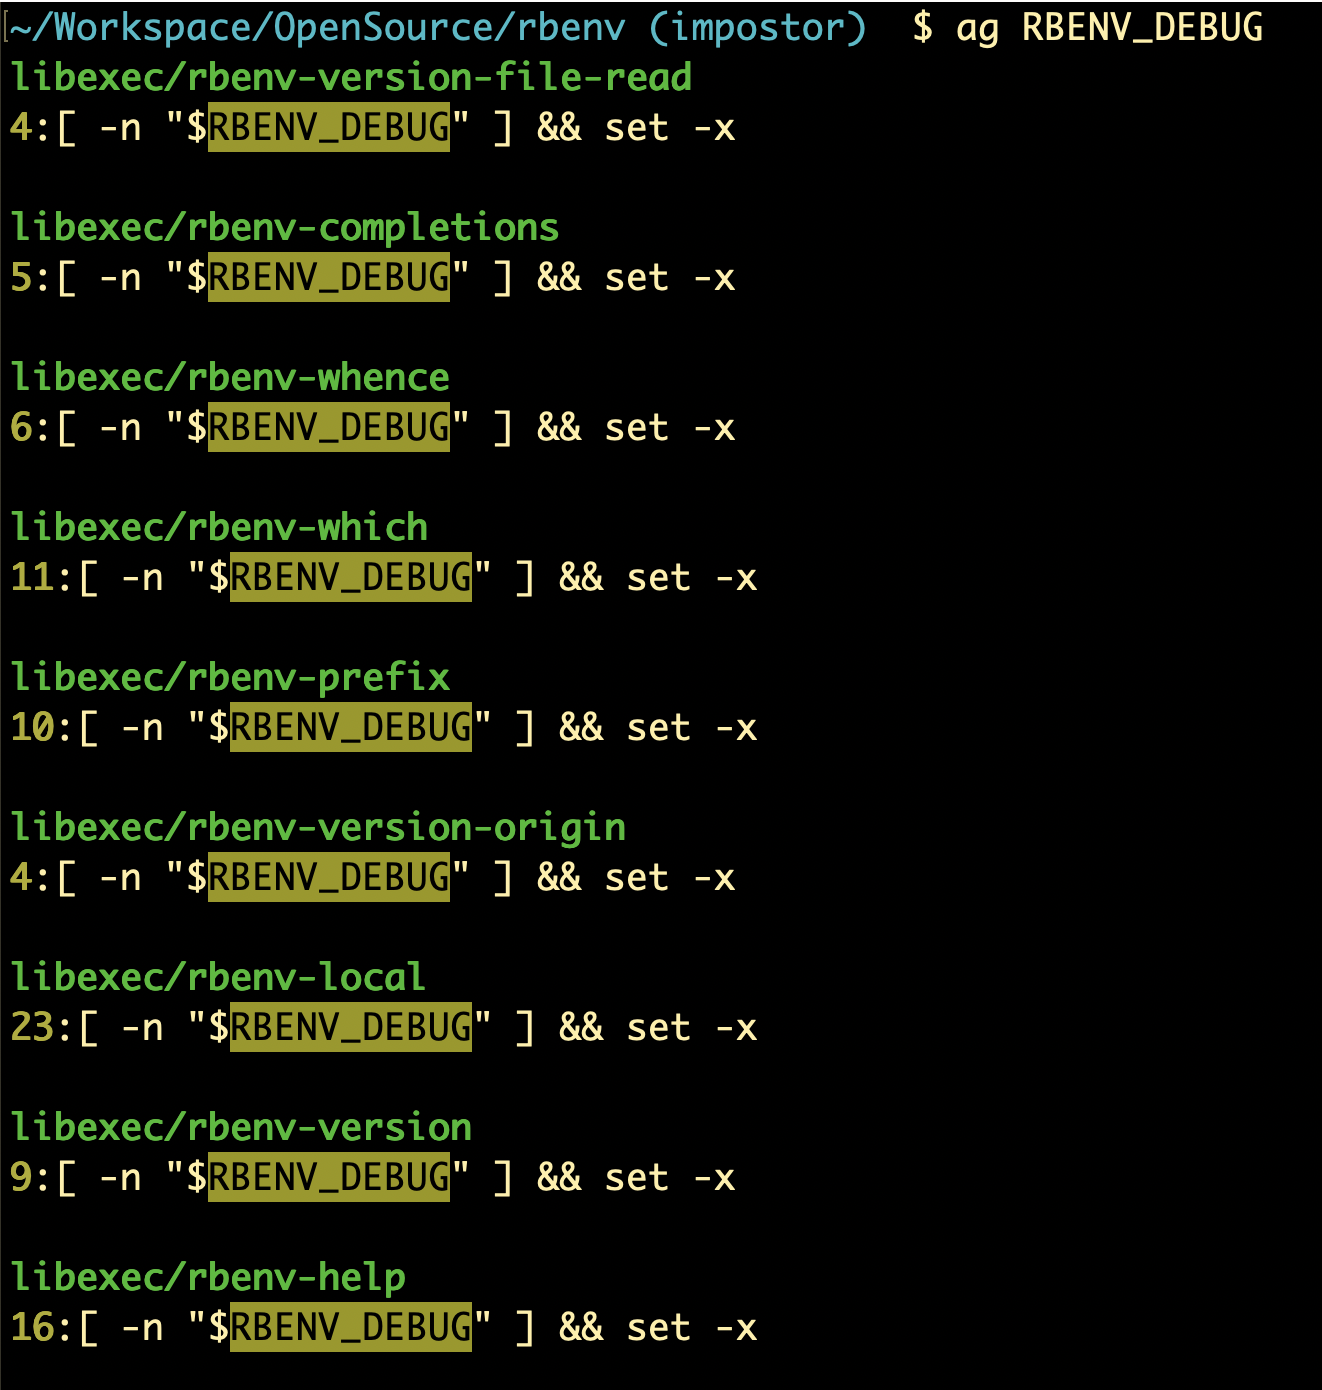 [~/Workspace/OpenSource/rbenv (impostor)  $ ag RBENV_DEBUG
libexec/rbenv-version-file-read
4:[ -n "$RBENV_DEBUG" ] && set -x
libexec/rbenv-completions
5:[ -n "$RBENV_DEBUG" ] && set -x
libexec/rbenv-whence
6:[ -n "$RBENV_DEBUG" ] && set -x
libexec/rbenv-which
11:[ -n "$RBENV_DEBUG" ] && set -x
libexec/rbenv-prefix
10:[ -n "$RBENV_DEBUG" ] && set -x
libexec/rbenv-version-origin
4:[ -n "$RBENV_DEBUG" ] && set -x
libexec/rbenv-local
23:[ -n "$RBENV_DEBUG" ] && set -x
libexec/rbenv-version
9:[ -n "$RBENV_DEBUG" ] && set -x
libexec/rbenv-help
16:[ -n "$RBENV_DEBUG" ] && set -x